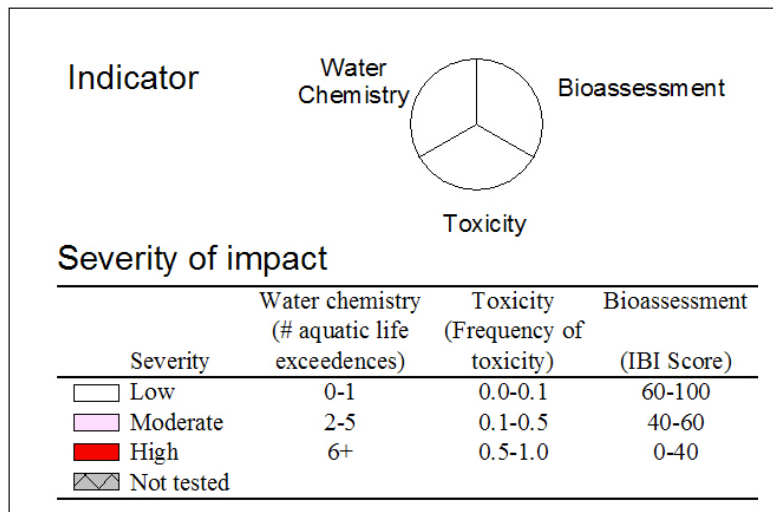 Indicator
Water
Chemistry
Bioassessment
Toxicity
Severity of impact
Water chemistry Toxicity Bioassessment
(# aquatic life (Frequency of
Severity exceedences) toxicity) (IBI Score)
Low 0-1 0.0-0.1 60-100
Moderate 2-5 0.1-0.5 40-60
High 6+ 0.5-1.0 0-40
Not tested